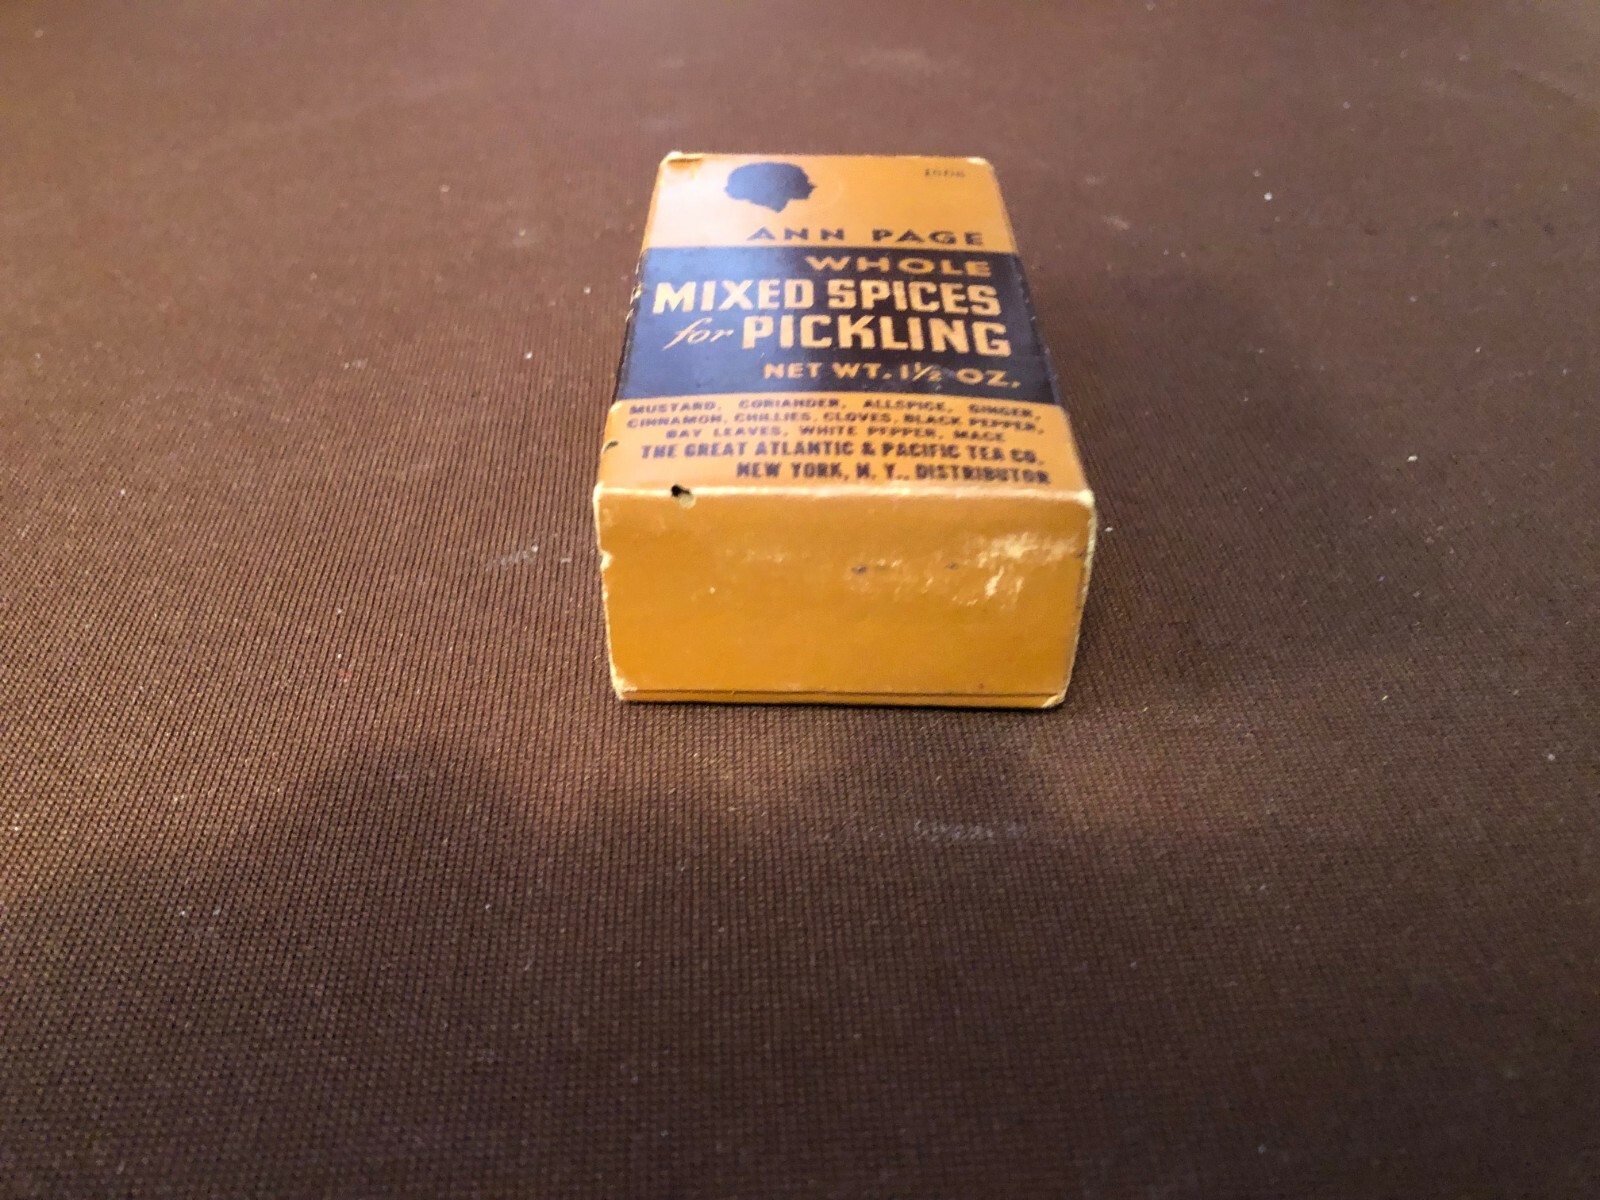 ANN PAGE
WHOLE
MIXED SPICES
for PICKLING
NET WT. 1½ OZ.
MUSTARD, CORIANDER, ALLSPICE, GINGER,
CINNAMON, CHILLIES, CLOVES, BLACK PEPPER,
BAY LEAVES, WHITE PEPPER, MACE
THE GREAT ATLANTIC & PACIFIC TEA CO.
NEW YORK, N. Y., DISTRIBUTOR